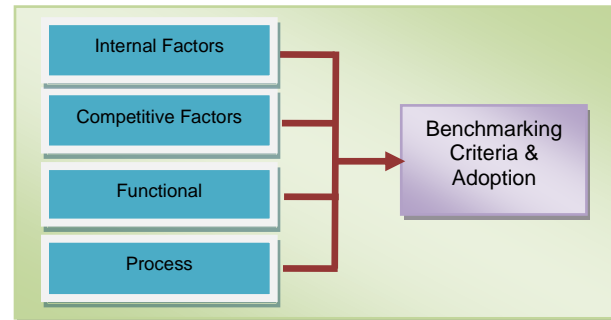 Internal Factors
Competitive Factors
Functional
Process
Benchmarking
Criteria &
Adoption